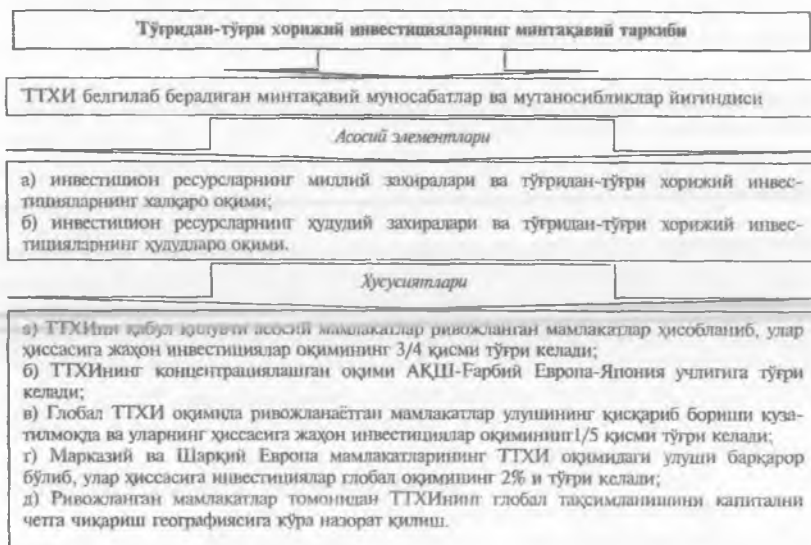 Тўғридан-тўғри хорижий инвестицияларнинг минтақавий таркиби
ТТХИ белгилаб берадиган минтақавий муносабатлар ва мутаносибликлар йиғиндиси
Асосий элементлари
а) инвестицион ресурсларнинг миллий захиралари ва тўғридан-тўғри хорижий инвес-
тицияларнинг халқаро оқими;
б) инвестицион ресурсларнинг ҳудудий захиралари ва тўғридан-тўғри хорижий инвес-
тицияларнинг ҳудудларо оқими.
Хусусиятлари
а) ТТХИни қабул қилувчи асосий мамлакатлар ривожланган мамлакатлар ҳисобланиб, улар
ҳиссасига жаҳон инвестициялар оқимининг 3/4 қисми тўғри келади;
б) ТТХИнинг концентрациялашган оқими АҚШ-Ғарбий Европа-Япония учлигига тўғри
келади;
в) Глобал ТТХИ оқимида ривожланаётган мамлакатлар улушининг қисқариб бориши куза-
тилмоқда ва уларнинг ҳиссасига жаҳон инвестициялар оқимининг1/5 қисми тўғри келади;
г) Марказий ва Шарқий Европа мамлакатларининг ТТХИ оқимидаги улуши барқарор
бўлиб, улар ҳиссасига инвестициялар глобал оқимининг 2% и тўғри келади;
д) Ривожланган мамлакатлар томонидан ТТХИнинг глобал тақсимланишини капитални
четга чиқариш географиясига кўра назорат қилиш.